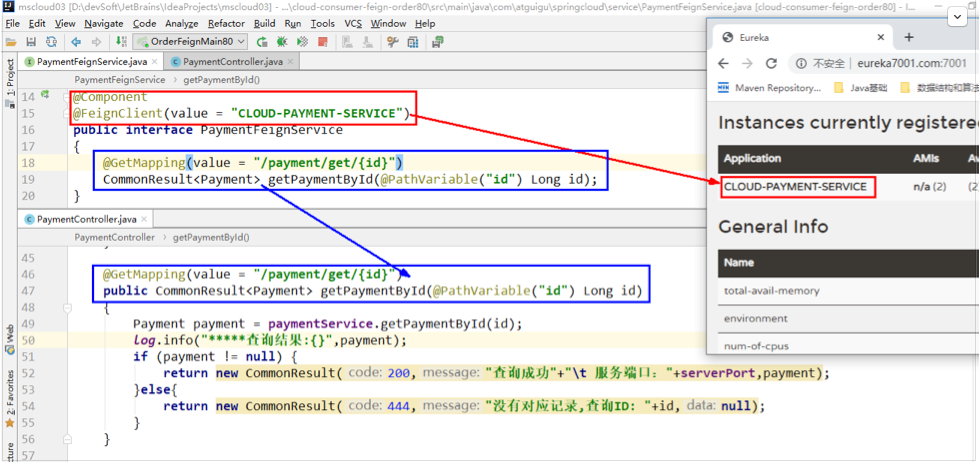 mscloud03 [D:\devSoft\JetBrains\IdeaProjects\mscloud03] - ...\cloud-consumer-feign-order80\src\main\java\com\atguigu\springcloud\service\PaymentFeignService.java [cloud-consumer-feign-order80] - I...
File Edit View Navigate Code Analyze Refactor Build Run Tools VCS Window Help
OrderFeignMain80
PaymentFeignService.java × PaymentController.java ×
PaymentFeignService › getPaymentById()
1: Project
14 @Component
15 @FeignClient(value = "CLOUD-PAYMENT-SERVICE")
16 public interface PaymentFeignService
17 {
18 @GetMapping(value = "/payment/get/{id}")
19 CommonResult<Payment> getPaymentById(@PathVariable("id") Long id);
20 }
PaymentController.java ×
PaymentController › getPaymentById()
45
46 @GetMapping(value = "/payment/get/{id}")
47 public CommonResult<Payment> getPaymentById(@PathVariable("id") Long id)
48 {
49 Payment payment = paymentService.getPaymentById(id);
50 log.info("*****查询结果:{}",payment);
51 if (payment != null) {
52 return new CommonResult( code: 200, message: "查询成功"+"\t 服务端口: "+serverPort,payment);
53 }else{
54 return new CommonResult( code: 444, message: "没有对应记录,查询ID: "+id, data: null);
55 }
56 }
57
Web
2: Favorites
Eureka × +
不安全 | eureka7001.com:7001
Maven Repository... Java基础 数据结构和算法
Instances currently registered
Application AMIs Av
CLOUD-PAYMENT-SERVICE n/a (2) (2
General Info
Name
total-avail-memory
environment
num-of-cpus